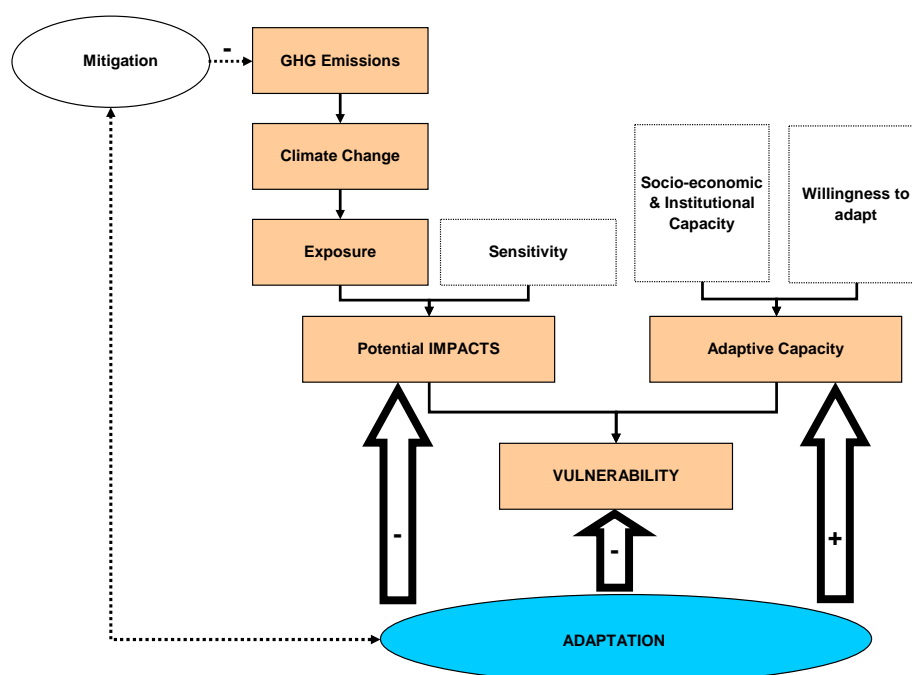 Mitigation
-
GHG Emissions
Climate Change
Socio-economic
& Institutional
Capacity
Willingness to
adapt
Exposure
Sensitivity
Potential IMPACTS
Adaptive Capacity
VULNERABILITY
-
-
+
ADAPTATION